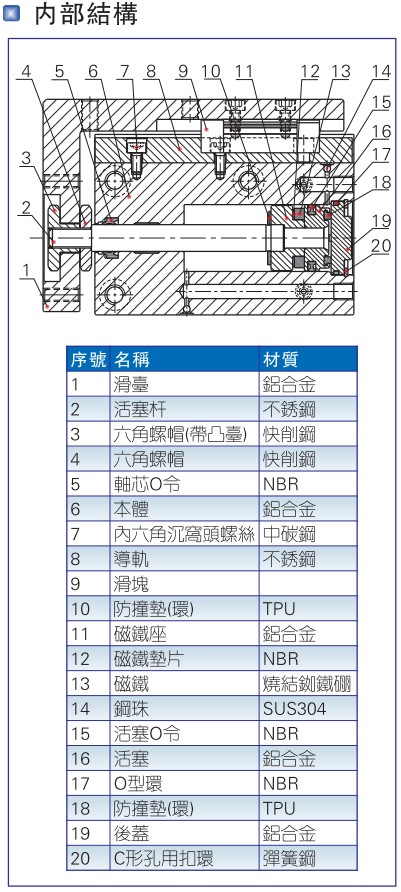 内部結構
4 5 6 7 8 9 10 11 12 13 14
15
16
17
18
3
2
1
19
20
序號 名稱 材質
1 滑臺 鋁合金
2 活塞杆 不銹鋼
3 六角螺帽(帶凸臺) 快削鋼
4 六角螺帽 快削鋼
5 軸芯O令 NBR
6 本體 鋁合金
7 內六角沉窩頭螺絲 中碳鋼
8 導軌 不銹鋼
9 滑塊
10 防撞墊(環) TPU
11 磁鐵座 鋁合金
12 磁鐵墊片 NBR
13 磁鐵 燒結釹鐵硼
14 鋼珠 SUS304
15 活塞O令 NBR
16 活塞 鋁合金
17 O型環 NBR
18 防撞墊(環) TPU
19 後蓋 鋁合金
20 C形孔用扣環 彈簧鋼